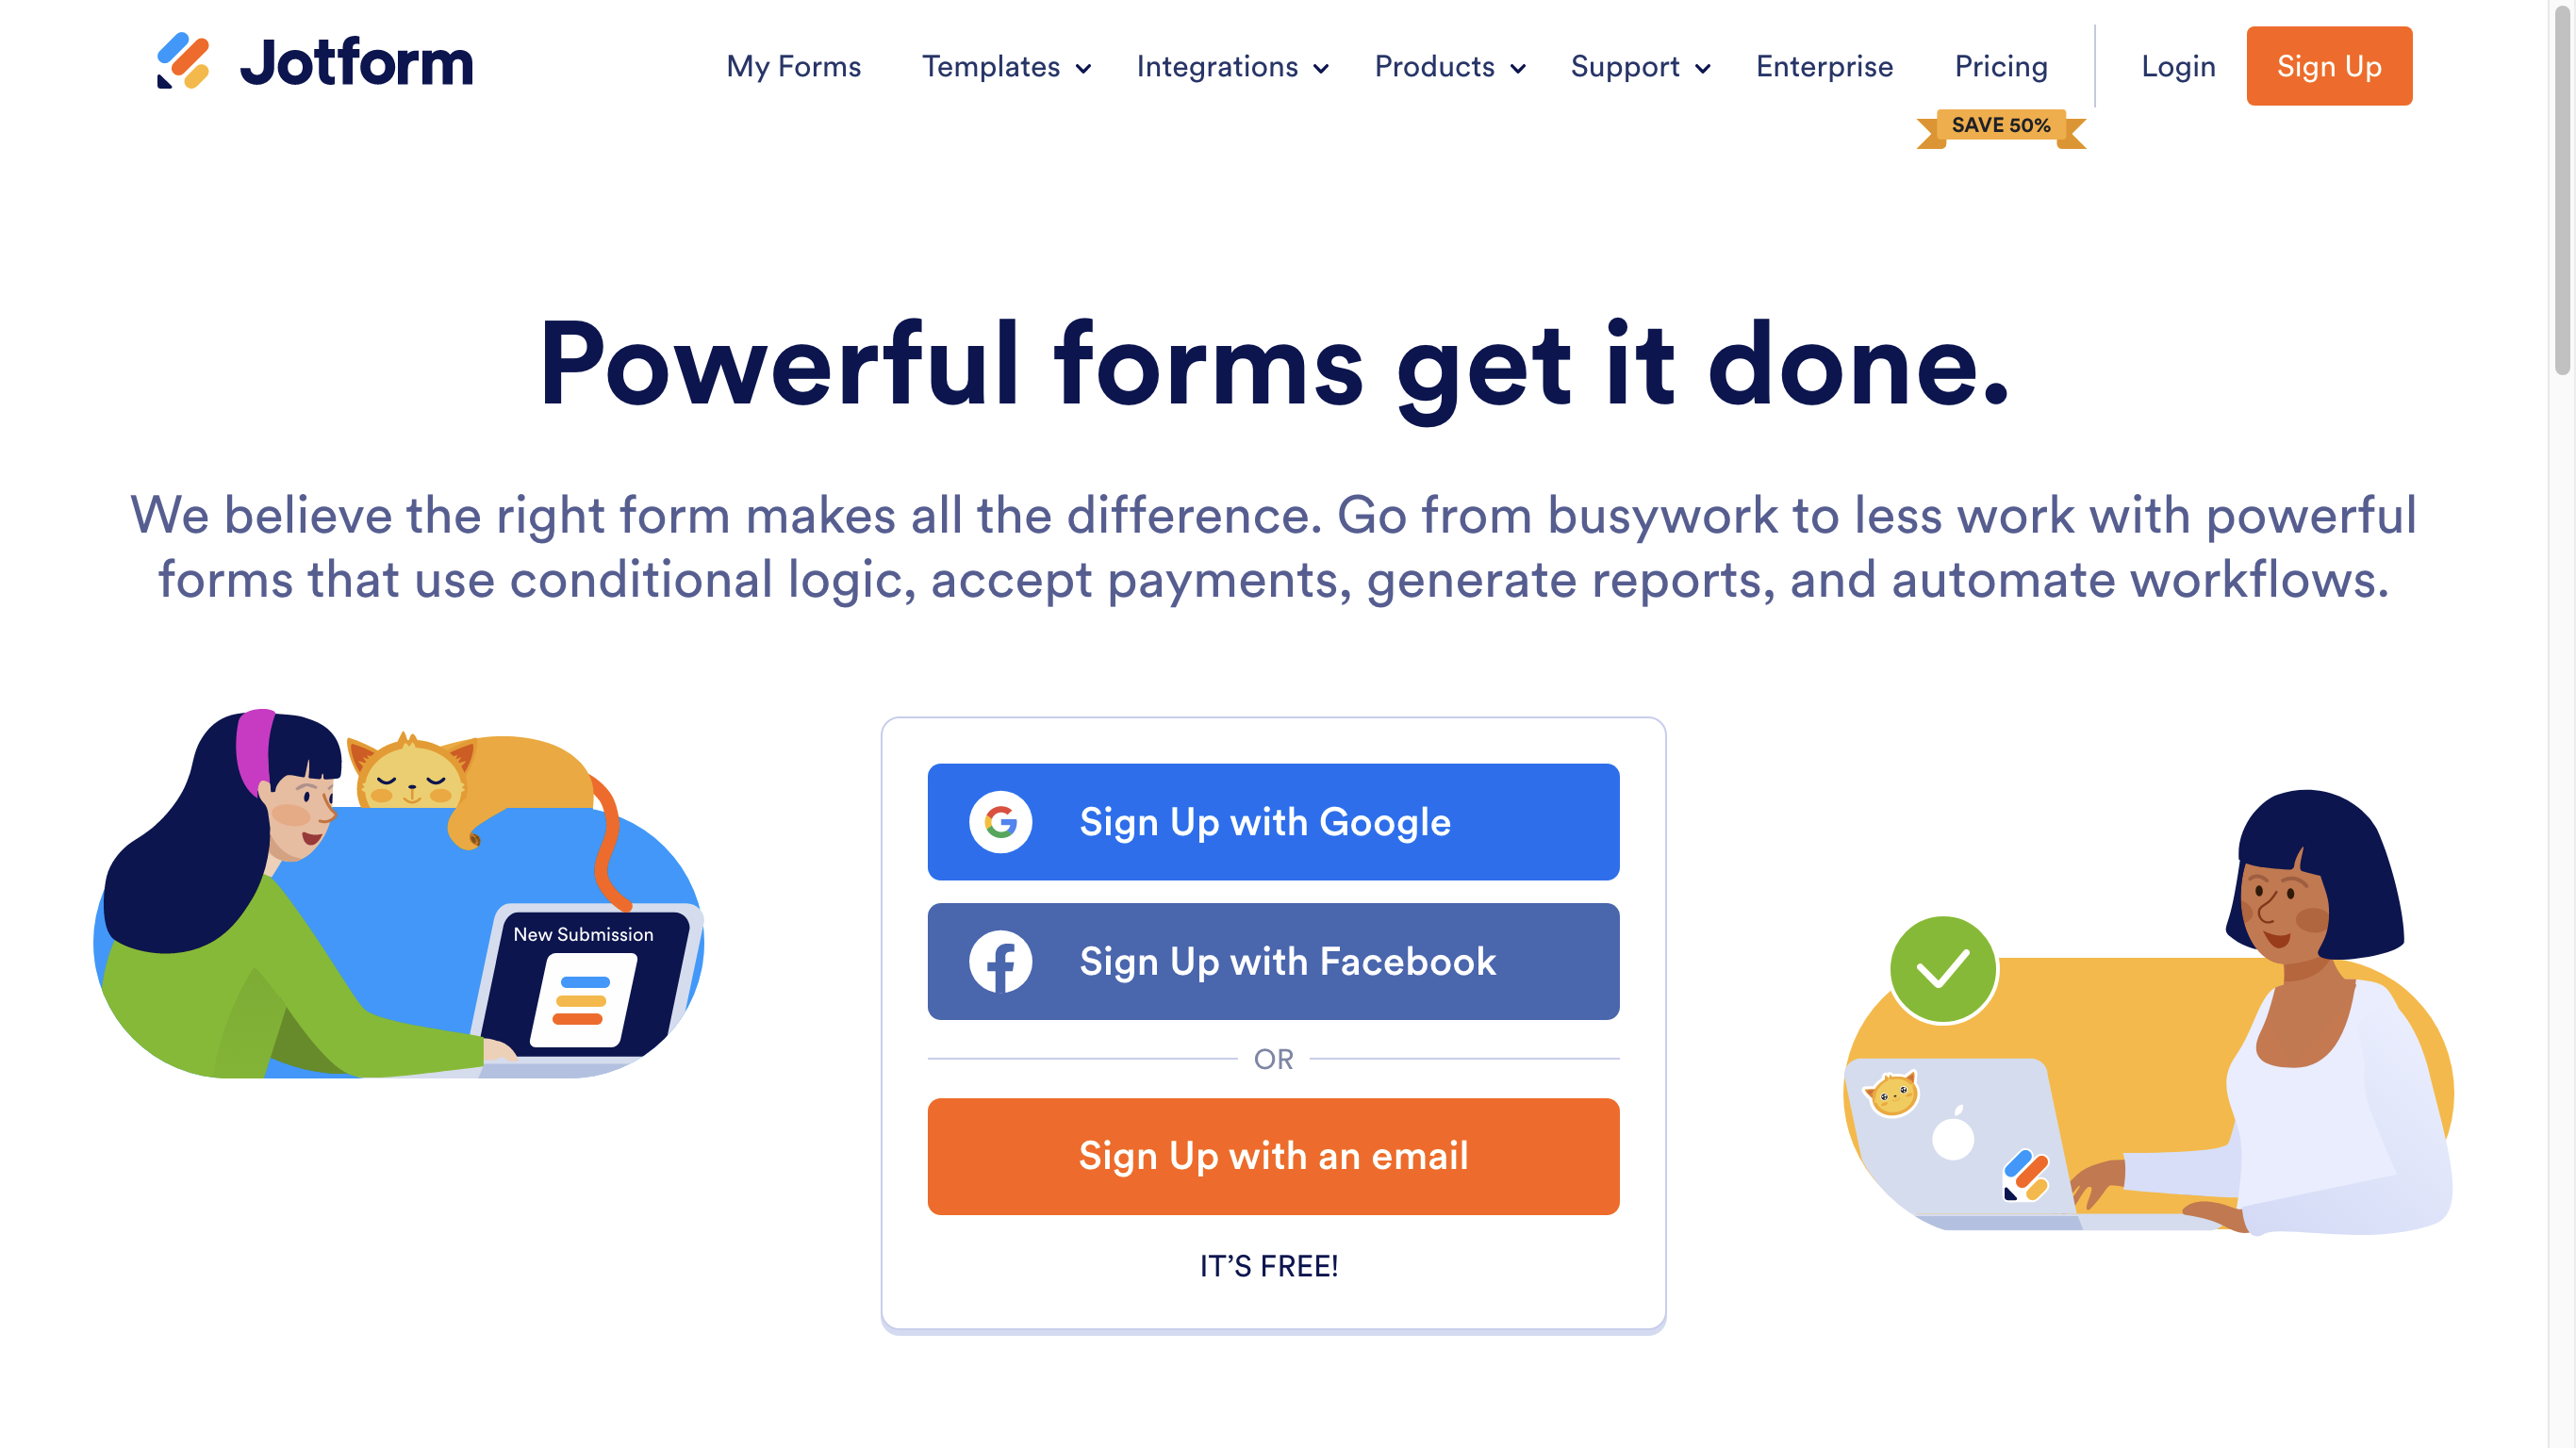 Jotform
My Forms Templates Integrations Products Support Enterprise Pricing Login Sign Up
SAVE 50%
Powerful forms get it done.
We believe the right form makes all the difference. Go from busywork to less work with powerful
forms that use conditional logic, accept payments, generate reports, and automate workflows.
New Submission
Sign Up with Google
Sign Up with Facebook
OR
Sign Up with an email
IT’S FREE!